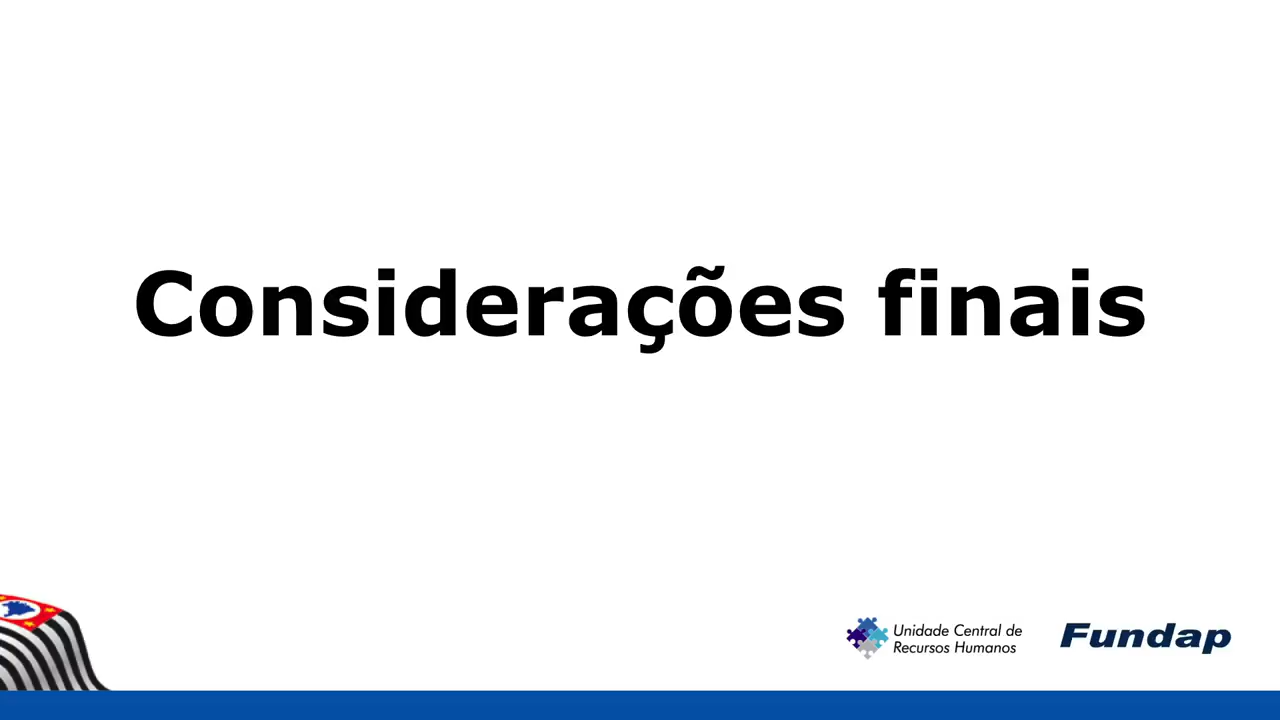 Considerações finais
Unidade Central de
Recursos Humanos
Fundap